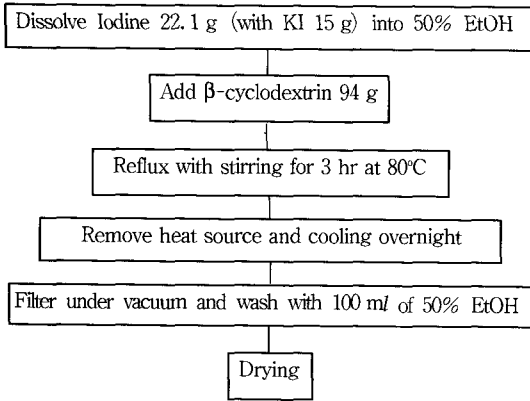 Dissolve Iodine 22.1 g (with KI 15 g) into 50% EtOH
Add β-cyclodextrin 94 g
Reflux with stirring for 3 hr at 80℃
Remove heat source and cooling overnight
Filter under vacuum and wash with 100 ml of 50% EtOH
Drying